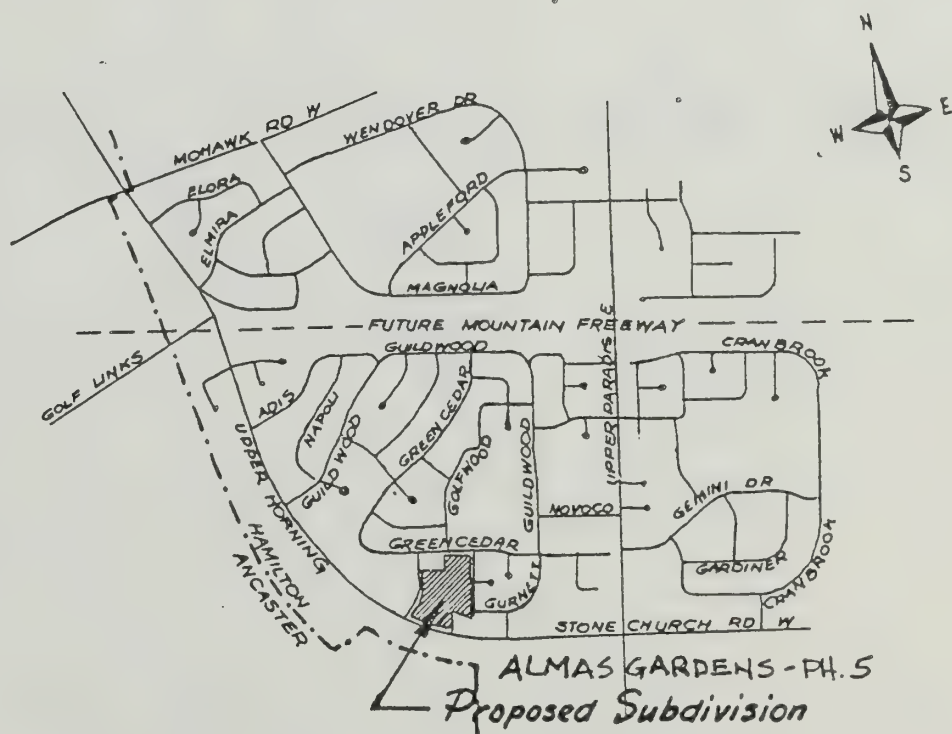 N
W
E
S
MOHAWK RD W
WENDOVER DR
ELORA
ELMIRA
APPLEFORD
MAGNOLIA
FUTURE MOUNTAIN FREEWAY
GOLF LINKS
GUILDWOOD
CRANBROOK
ADIS
NAPOLI
GUILDWOOD
GREENCEDAR
GOLFWOOD
GUILDWOOD
UPPER PARADISE
UPPER HORNING
NOVOCO
GEMINI DR
GREENCEDAR
GARDINER
CRANBROOK
HAMILTON
ANCASTER
GURNETT
STONE CHURCH RD W
ALMAS GARDENS - PH. 5
Proposed Subdivision